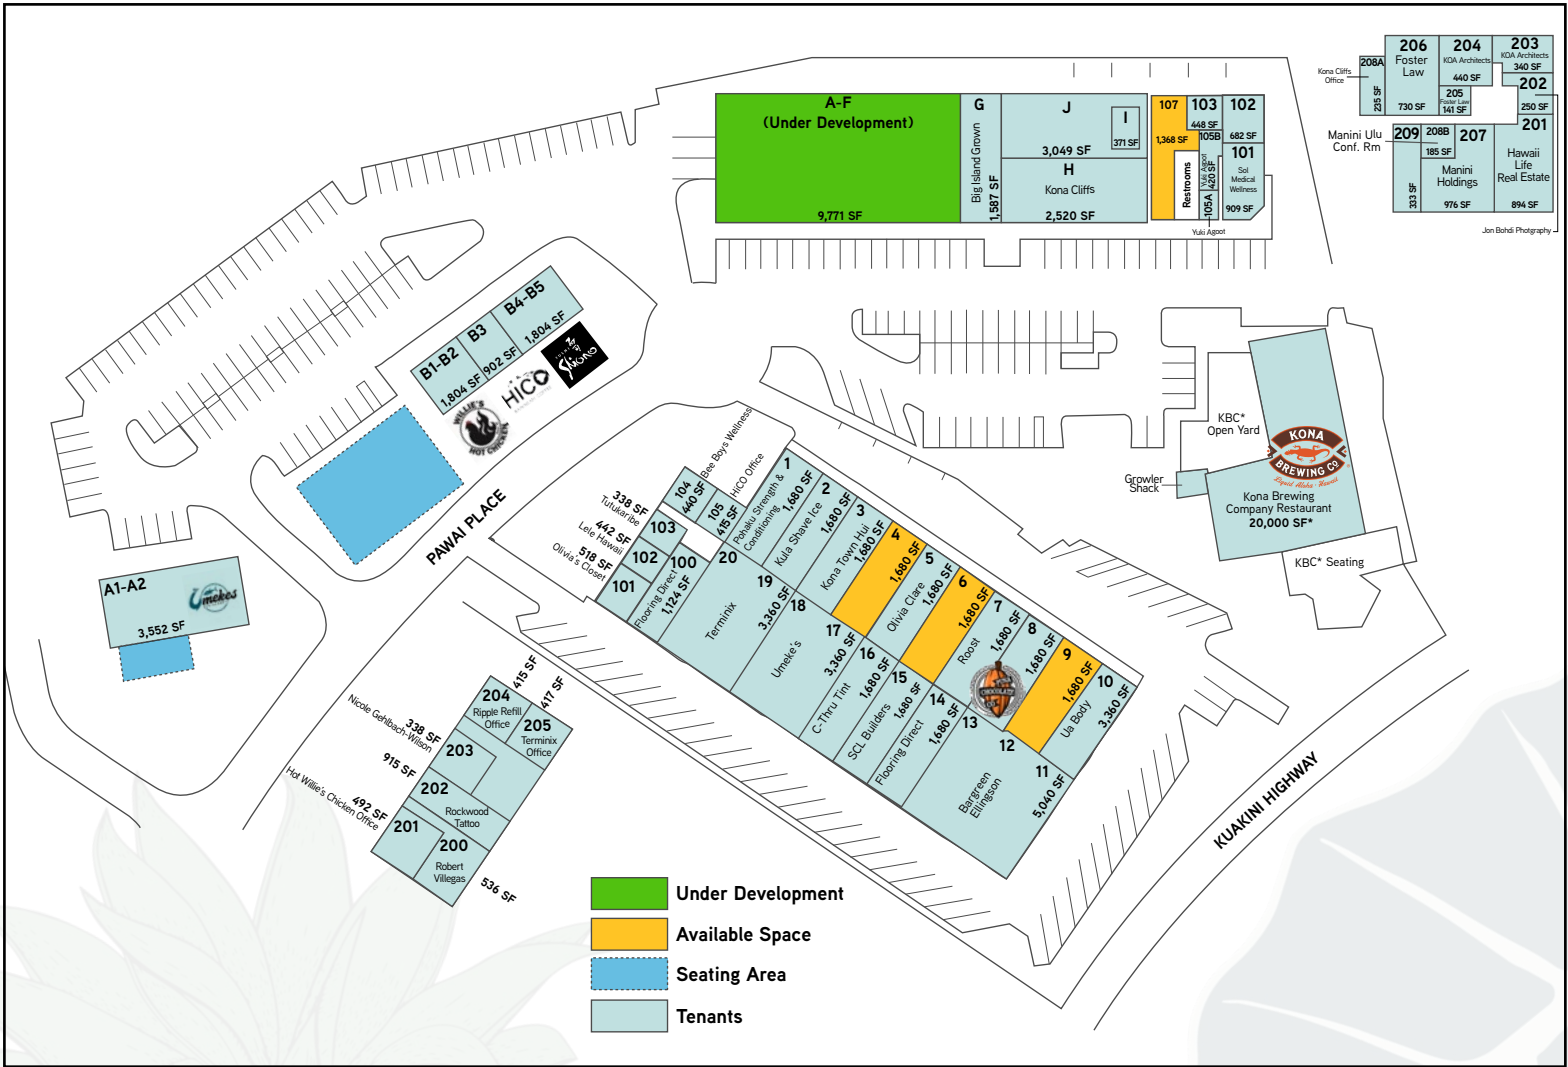 A-F
(Under Development)
9,771 SF
G
Big Island Grown
1,587 SF
J
3,049 SF
I
371 SF
H
Kona Cliffs
2,520 SF
107
1,368 SF
Restrooms
103
448 SF
105B
Yuki Agoot
420 SF
105A
Yuki Agoot
102
682 SF
101
Sol
Medical
Wellness
909 SF
Kona Cliffs
Office
208A
235 SF
206
Foster
Law
730 SF
204
KOA Architects
440 SF
205
Foster Law
141 SF
203
KOA Architects
340 SF
202
250 SF
Jon Bohdi Photgraphy
Manini Ulu
Conf. Rm
209
333 SF
208B
185 SF
207
Manini
Holdings
976 SF
201
Hawaii
Life
Real Estate
894 SF
B1-B2
1,804 SF
B3
902 SF
B4-B5
1,804 SF
WILLIE'S
HOT CHICKEN
HICO
A1-A2
Umekes
3,552 SF
PAWAI PLACE
KBC*
Open Yard
Growler
Shack
KONA
BREWING CO
Liquid Aloha · Hawaii
Kona Brewing
Company Restaurant
20,000 SF*
KBC* Seating
104
440 SF
Bee Boys Wellness
105
415 SF
HiCO Office
338 SF
Tutukaribe
103
442 SF
Lele Hawaii
102
518 SF
Olivia's Closet
101
100
Flooring Direct
1,124 SF
1
Pohaku Strength &
Conditioning
1,680 SF
2
Kula Shave Ice
1,680 SF
3
Kona Town Hui
1,680 SF
4
1,680 SF
5
Olivia Clare
1,680 SF
6
1,680 SF
7
Roost
1,680 SF
8
1,680 SF
CHOCOLATE
9
1,680 SF
10
Ua Body
3,360 SF
20
Terminix
19
3,360 SF
18
Umeke's
17
3,360 SF
16
C-Thru Tint
1,680 SF
15
SCL Builders
1,680 SF
14
Flooring Direct
1,680 SF
13
12
Bargreen
Ellingson
11
5,040 SF
204
Ripple Refill
Office
415 SF
205
Terminix
Office
417 SF
Nicole Gehlbach-Wilson
338 SF
203
915 SF
202
Rockwood
Tattoo
Hot Willie's Chicken Office
492 SF
201
200
Robert
Villegas
536 SF
KUAKINI HIGHWAY
Under Development
Available Space
Seating Area
Tenants